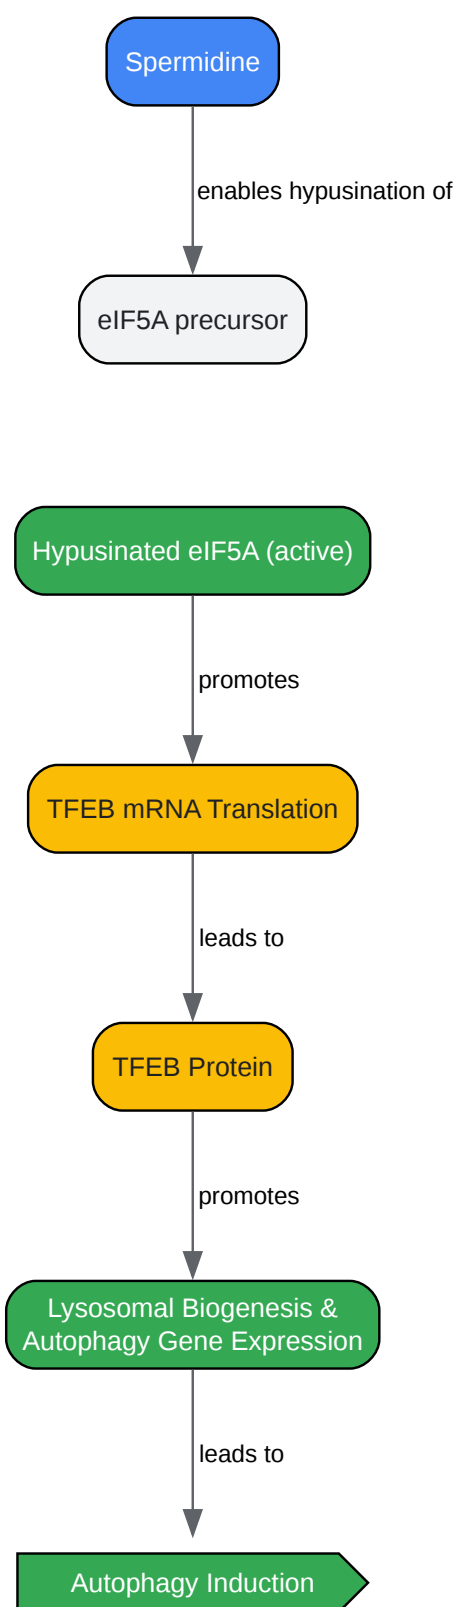 Spermidine
enables hypusination of
eIF5A precursor
Hypusinated eIF5A (active)
promotes
TFEB mRNA Translation
leads to
TFEB Protein
promotes
Lysosomal Biogenesis &
Autophagy Gene Expression
leads to
Autophagy Induction